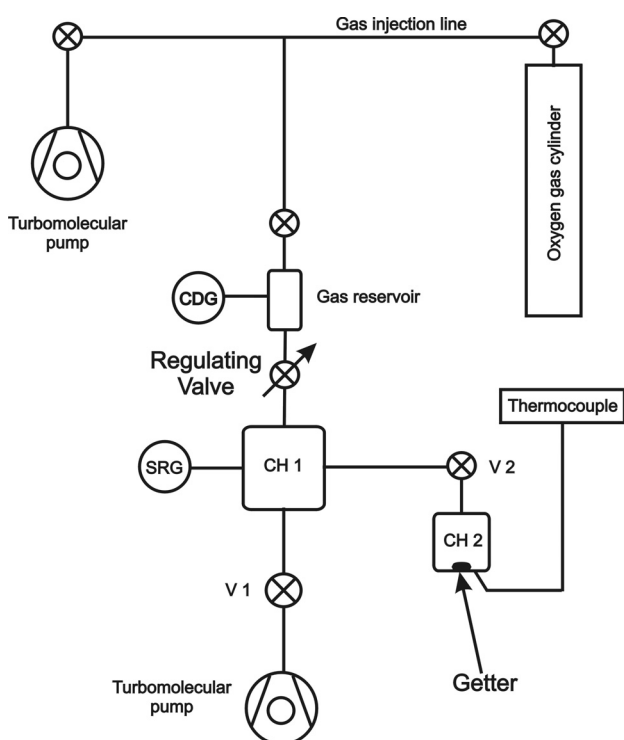 Gas injection line
Oxygen gas cylinder
Turbomolecular
pump
CDG
Gas reservoir
Regulating
Valve
Thermocouple
SRG
CH 1
V 2
CH 2
V 1
Getter
Turbomolecular
pump